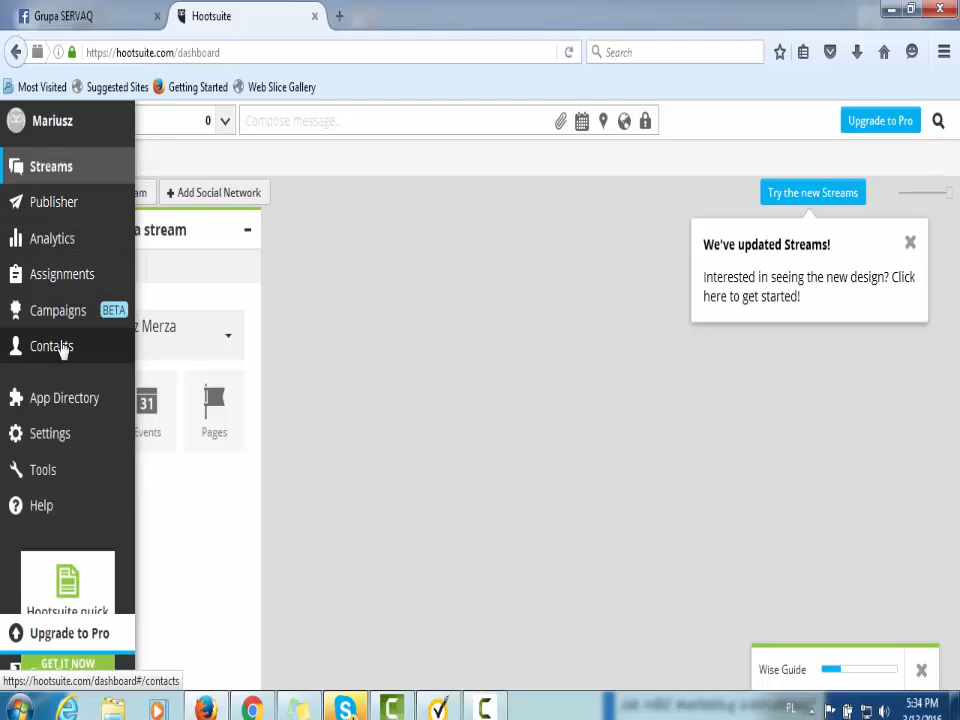 Grupa SERVAQ
Hootsuite
https://hootsuite.com/dashboard
Search
Most Visited
Suggested Sites
Getting Started
Web Slice Gallery
Mariusz
0
Compose message...
Upgrade to Pro
Streams
am
Add Social Network
Try the new Streams
Publisher
a stream
Analytics
We've updated Streams!
Interested in seeing the new design? Click
here to get started!
Assignments
Campaigns
BETA
z Merza
Contacts
App Directory
31
Events
Pages
Settings
Tools
Help
Hootsuite quick
Upgrade to Pro
GET IT NOW
Wise Guide
https://hootsuite.com/dashboard#/contacts
PL
5:34 PM